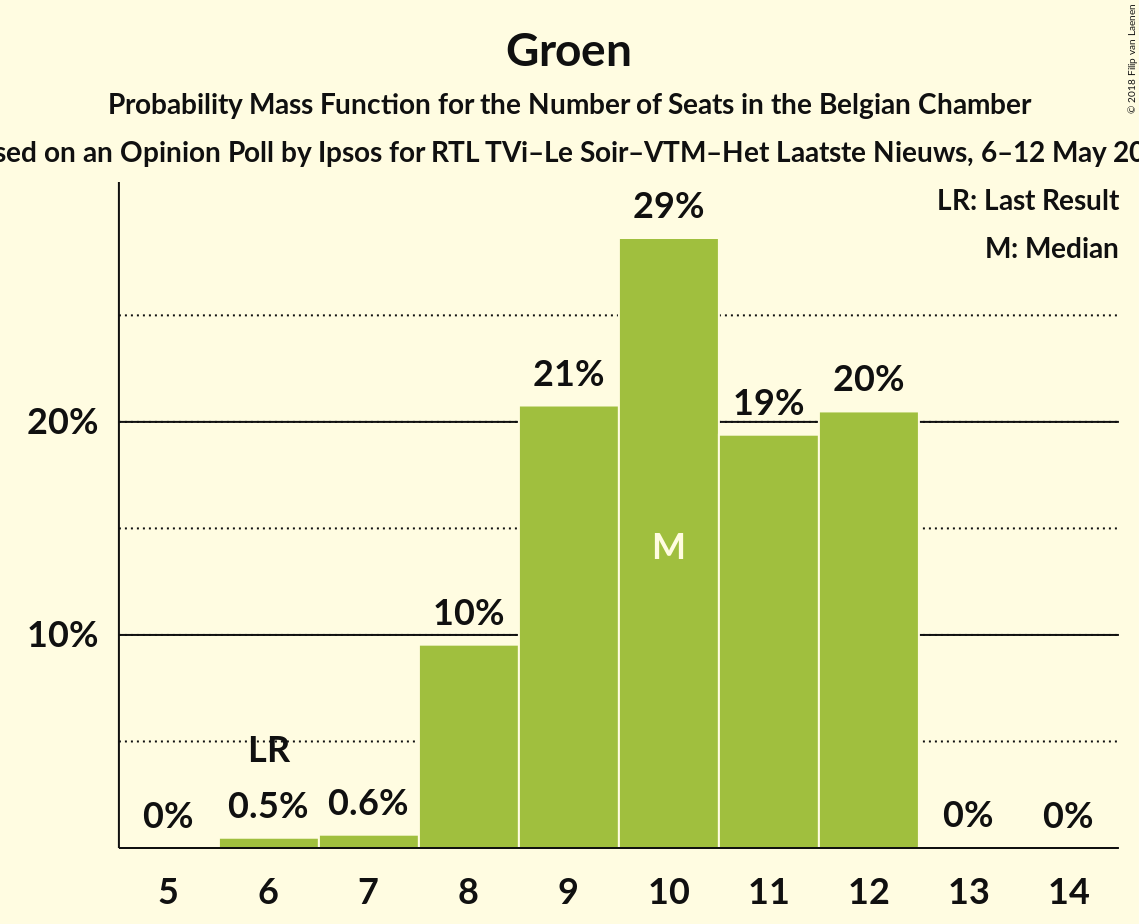 Groen
Probability Mass Function for the Number of Seats in the Belgian Chamber
on an Opinion Poll by Ipsos for RTL TVi–Le Soir–VTM–Het Laatste Nieuws, 6–12 May
© 2018 Filip van Laenen
LR: Last Result
M: Median
29%
21%
20%
19%
20%
M
10%
10%
LR
0%
0.5%
0.6%
0%
0%
5 6 7 8 9 10 11 12 13 14